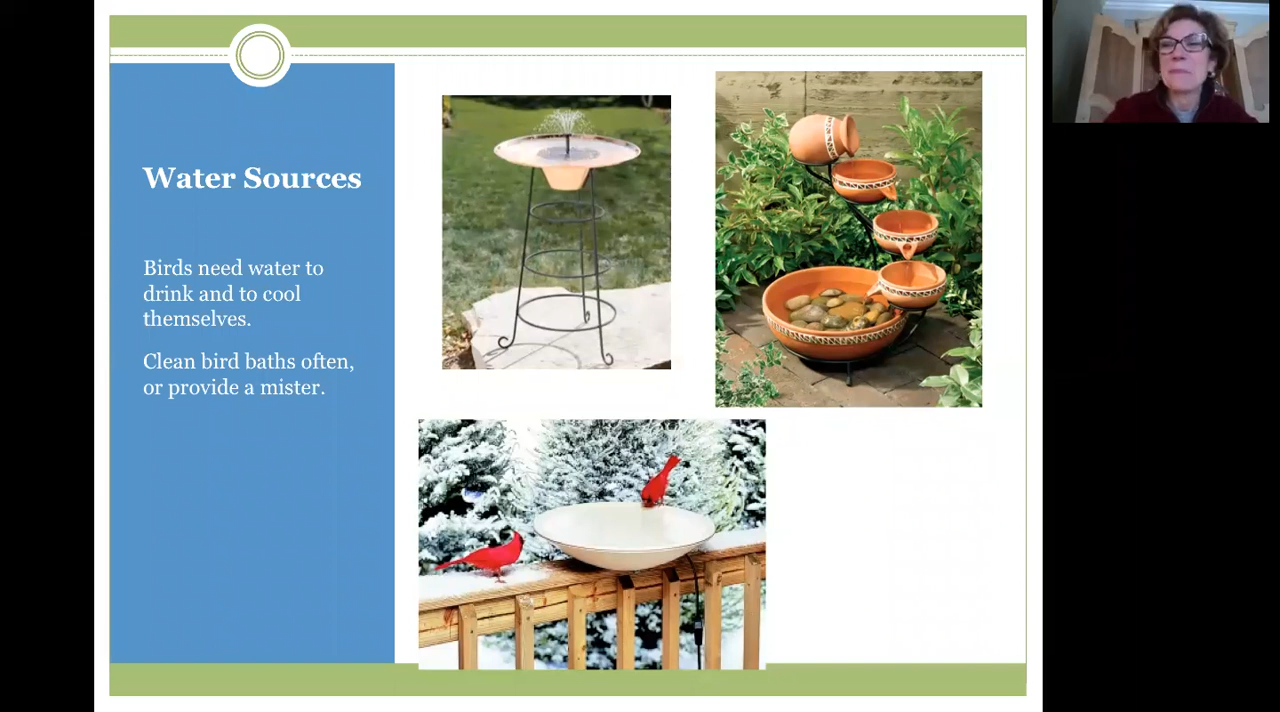 Water Sources
Birds need water to
drink and to cool
themselves.
Clean bird baths often,
or provide a mister.